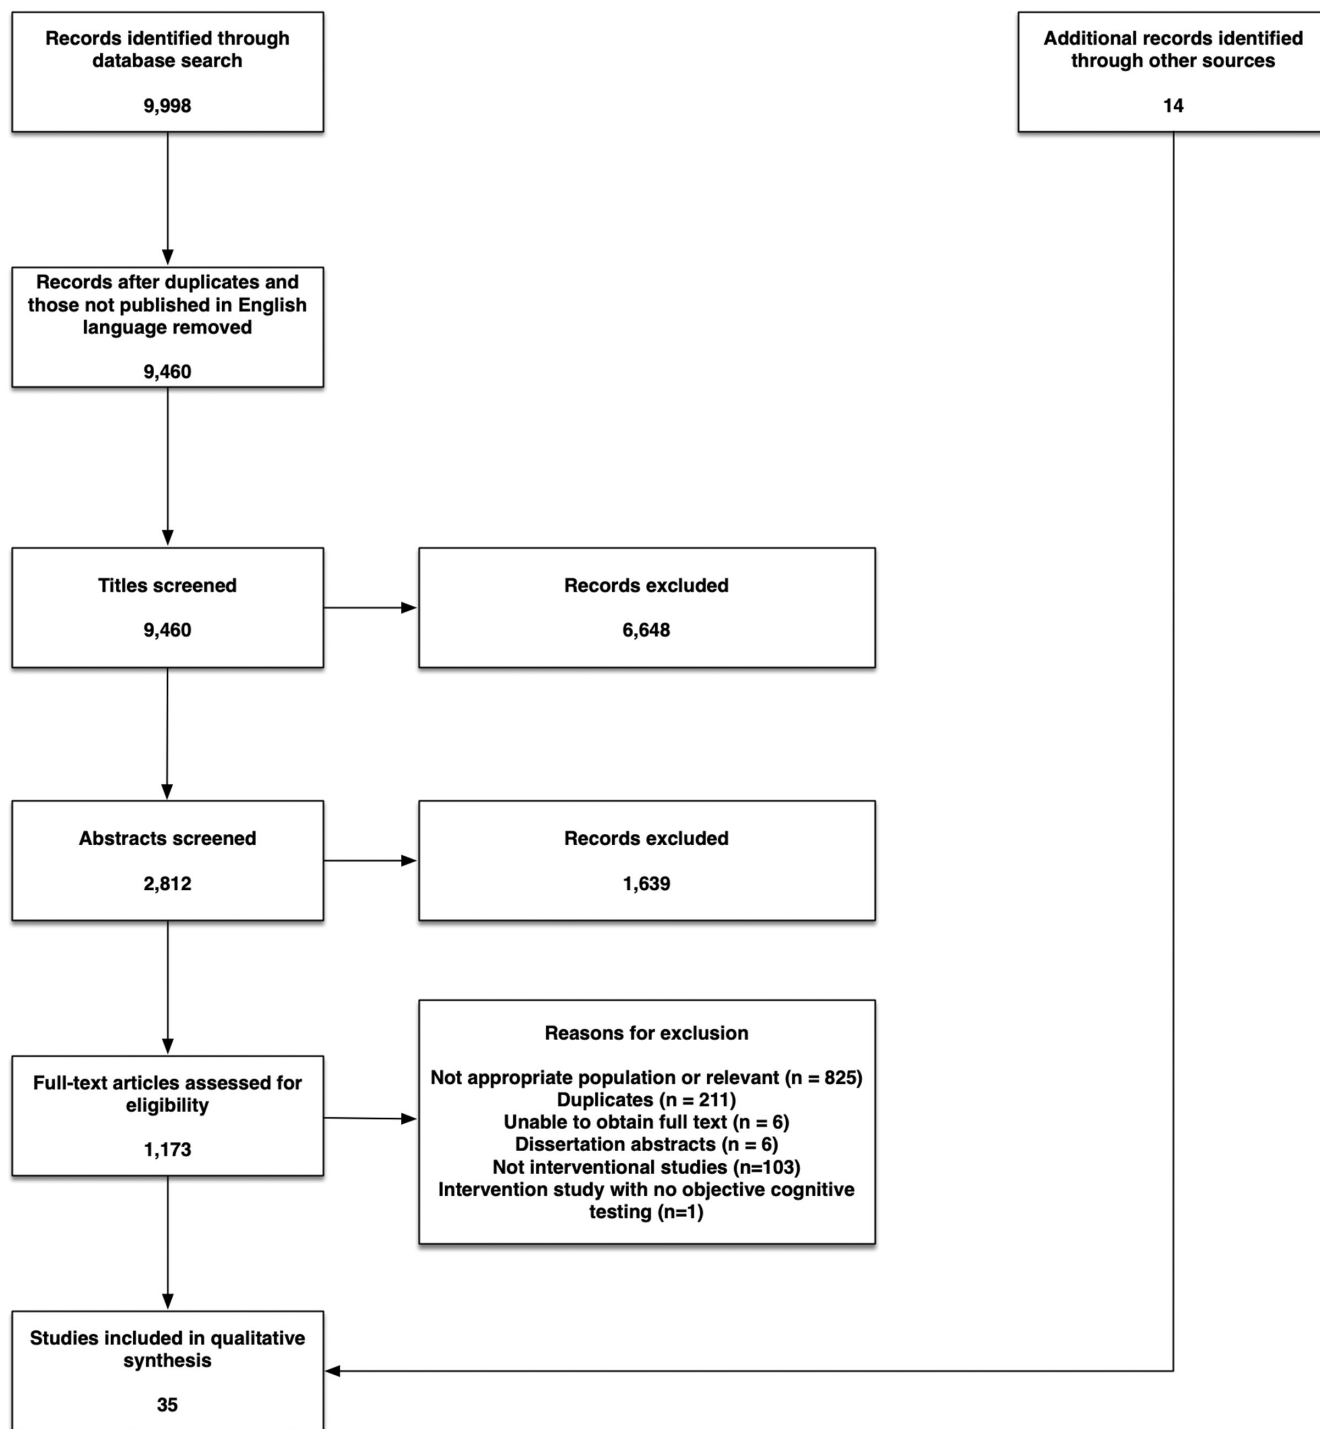 Records identified through
database search
9,998
Additional records identified
through other sources
14
Records after duplicates and
those not published in English
language removed
9,460
Titles screened
9,460
Records excluded
6,648
Abstracts screened
2,812
Records excluded
1,639
Full-text articles assessed for
eligibility
1,173
Reasons for exclusion
Not appropriate population or relevant (n = 825)
Duplicates (n = 211)
Unable to obtain full text (n = 6)
Dissertation abstracts (n = 6)
Not interventional studies (n=103)
Intervention study with no objective cognitive
testing (n=1)
Studies included in qualitative
synthesis
35